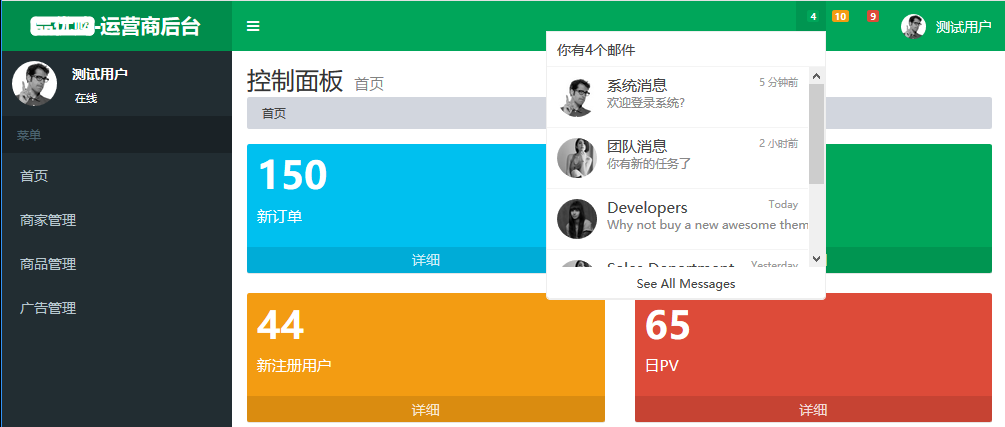 -运营商后台
4
10
9
测试用户
测试用户
在线
菜单
首页
商家管理
商品管理
广告管理
控制面板 首页
首页
你有4个邮件
系统消息
5 分钟前
欢迎登录系统?
团队消息
2 小时前
你有新的任务了
Developers
Today
Why not buy a new awesome them
Sales Department
Yesterday
See All Messages
150
新订单
详细
44
新注册用户
详细
65
日PV
详细